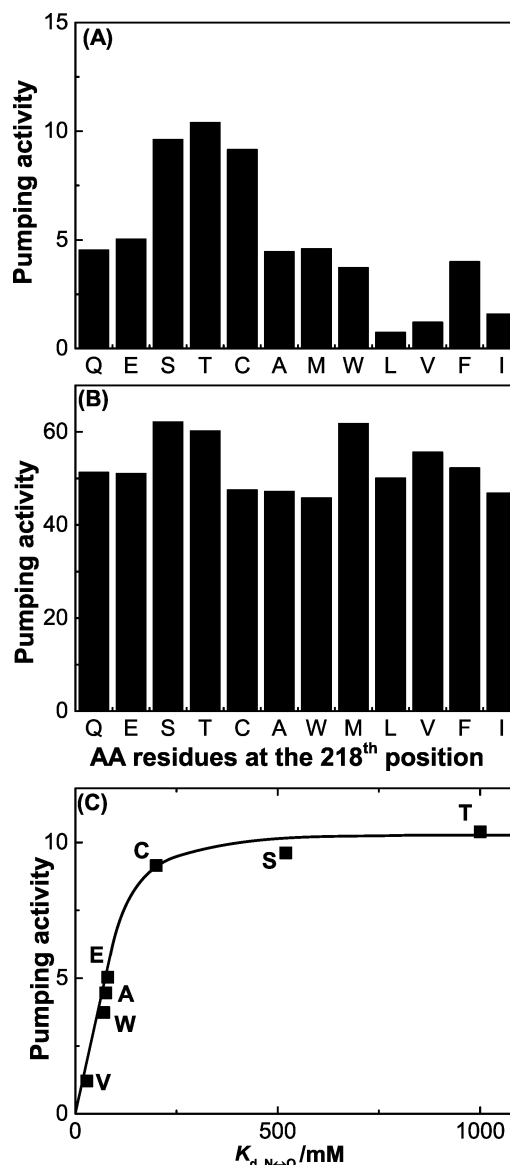 (A)
15
10
5
0
Pumping activity
Q E S T C A M W L V F I
(B)
60
40
20
0
Pumping activity
Q E S T C A W M L V F I
AA residues at the 218th position
(C)
10
5
0
Pumping activity
T
C
S
E
A
W
V
0 500 1000
Kd, N↔O/mM